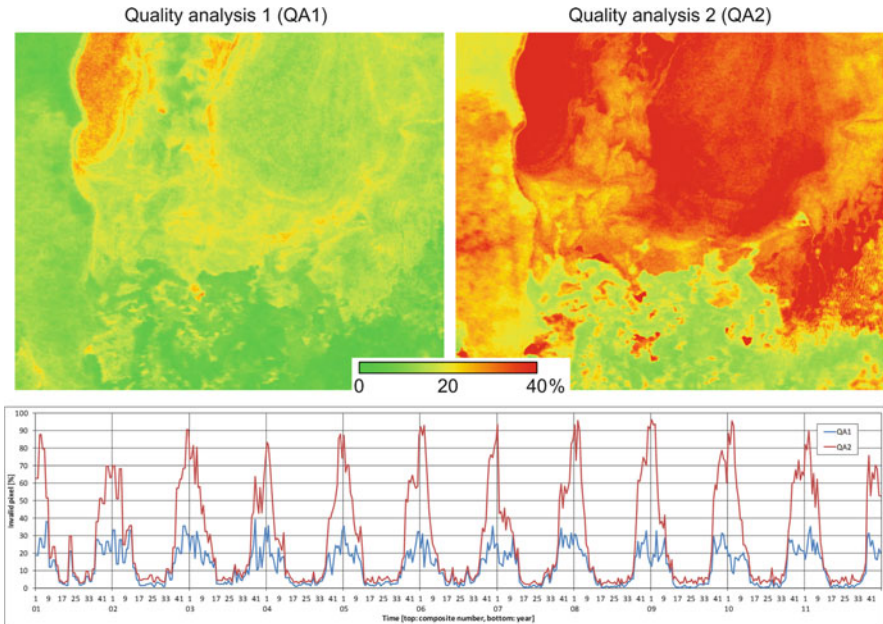 Quality analysis 1 (QA1) Quality analysis 2 (QA2)
0 20 40%
100
90
80
70
60
50
40
30
20
10
0
Invalid pixel [%]
QA1
QA2
1 9 17 25 33 41 1 9 17 25 33 41 1 9 17 25 33 41 1 9 17 25 33 41 1 9 17 25 33 41 1 9 17 25 33 41 1 9 17 25 33 41 1 9 17 25 33 41 1 9 17 25 33 41 1 9 17 25 33 41 1 9 17 25 33 41
01 02 03 04 05 06 07 08 09 10 11
Time [top: composite number, bottom: year]